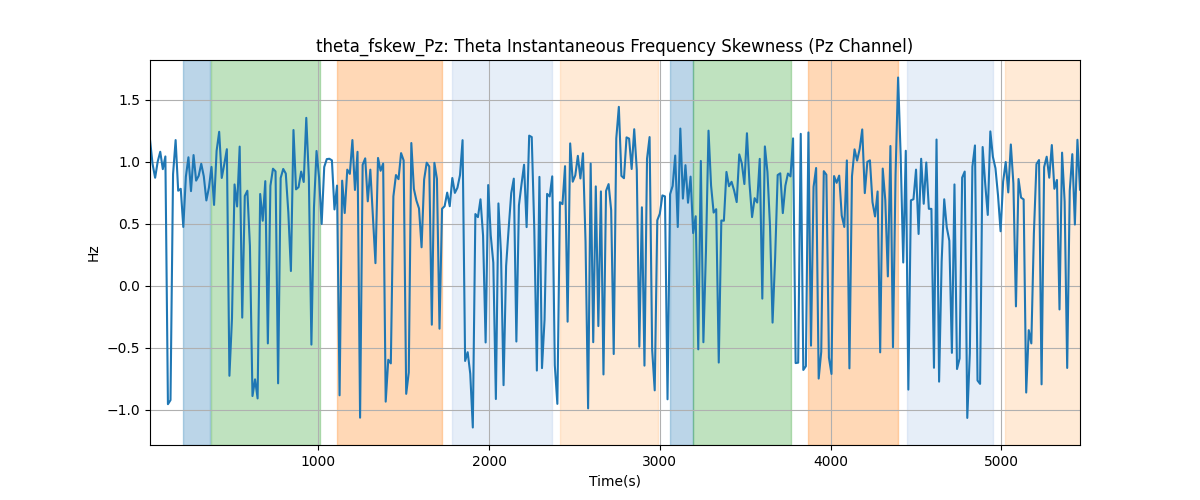 theta_fskew_Pz: Theta Instantaneous Frequency Skewness (Pz Channel)
1.5
1.0
0.5
0.0
−0.5
−1.0
Hz
1000 2000 3000 4000 5000
Time(s)